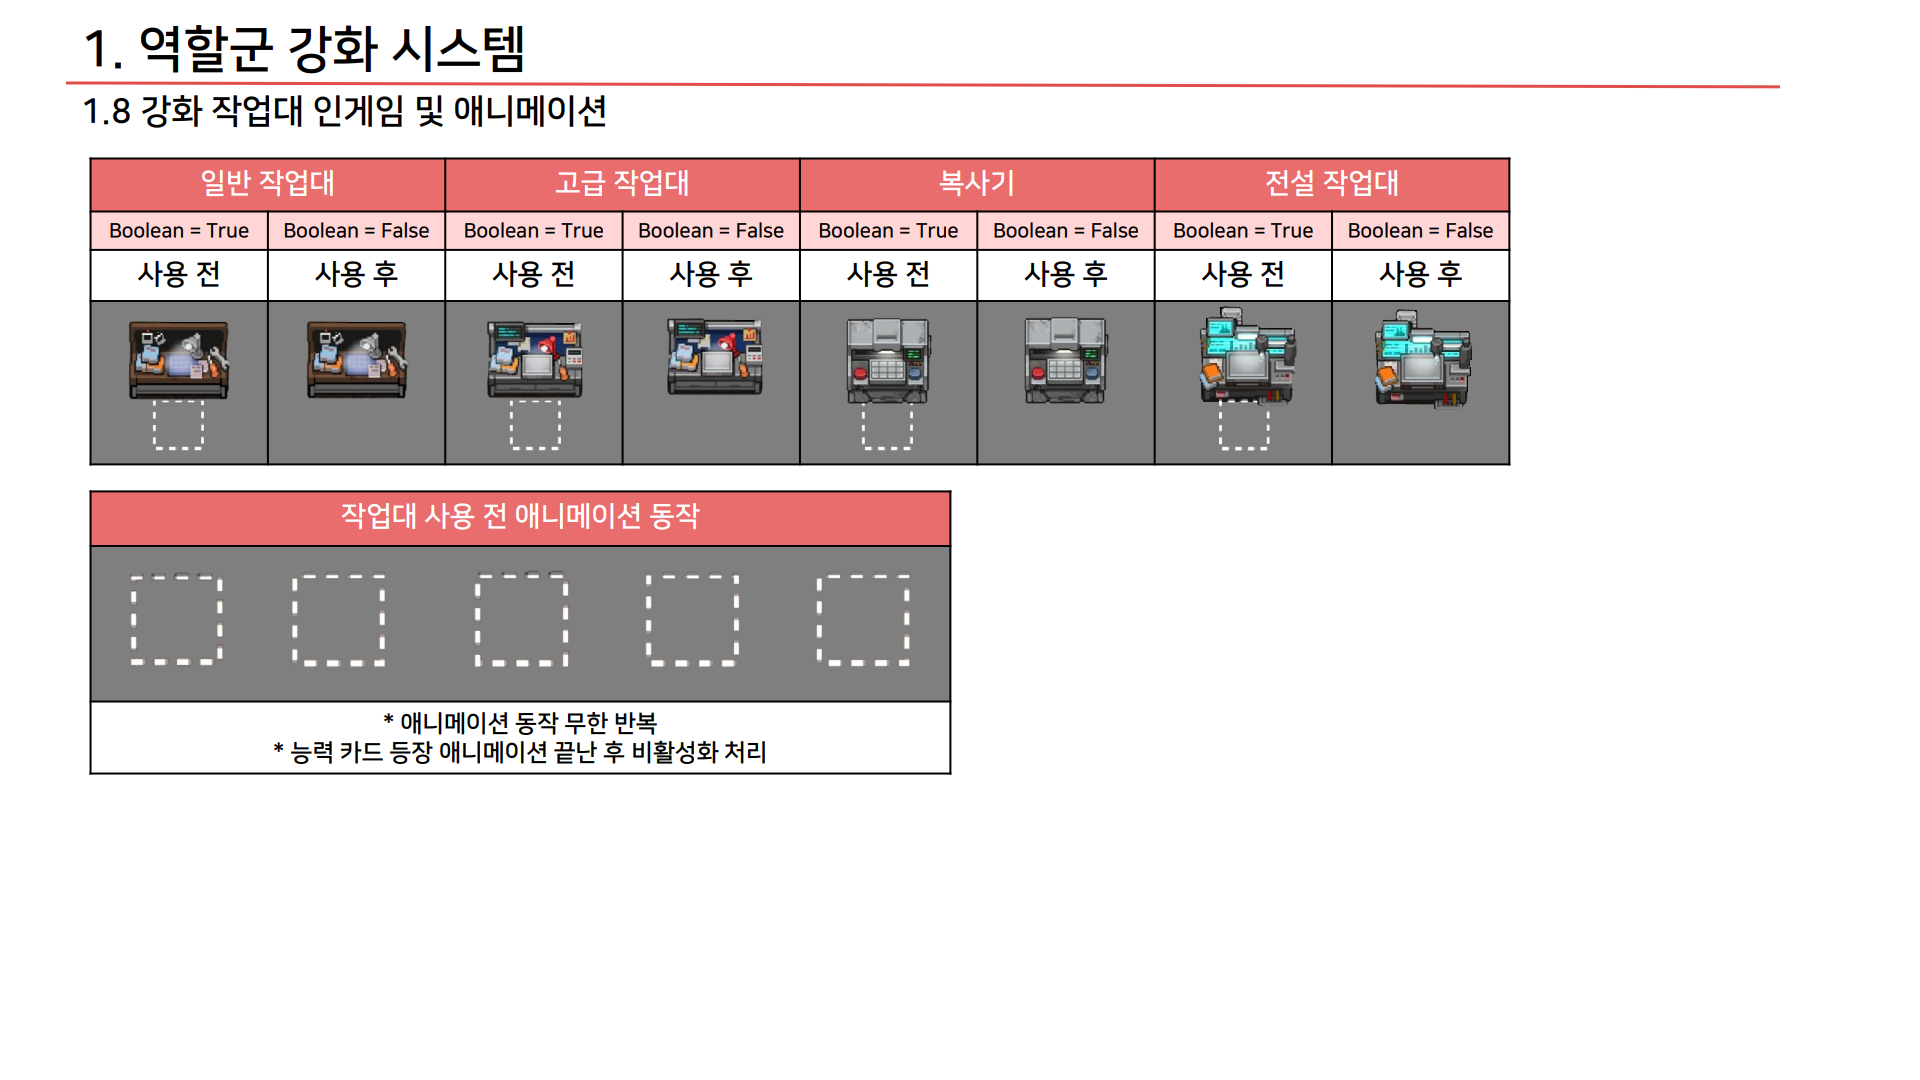 1. 역할군 강화 시스템
1.8 강화 작업대 인게임 및 애니메이션
일반 작업대 고급 작업대 복사기 전설 작업대
Boolean = True Boolean = False Boolean = True Boolean = False Boolean = True Boolean = False Boolean = True Boolean = False
사용 전 사용 후 사용 전 사용 후 사용 전 사용 후 사용 전 사용 후
작업대 사용 전 애니메이션 동작
* 애니메이션 동작 무한 반복
* 능력 카드 등장 애니메이션 끝난 후 비활성화 처리